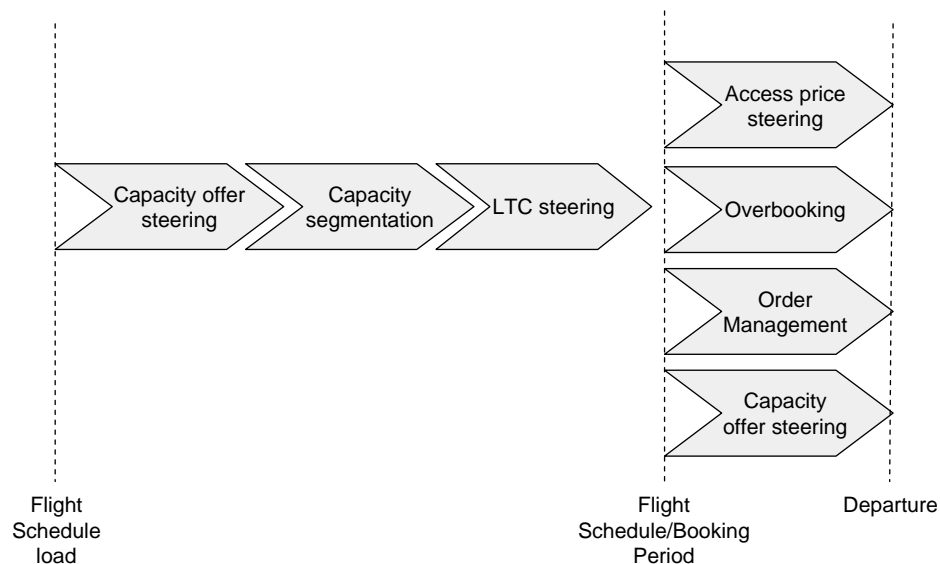 Access price
steering
Capacity offer
steering
Capacity
segmentation
LTC steering
Overbooking
Order
Management
Capacity
offer steering
Flight
Schedule
load
Flight
Schedule/Booking
Period
Departure